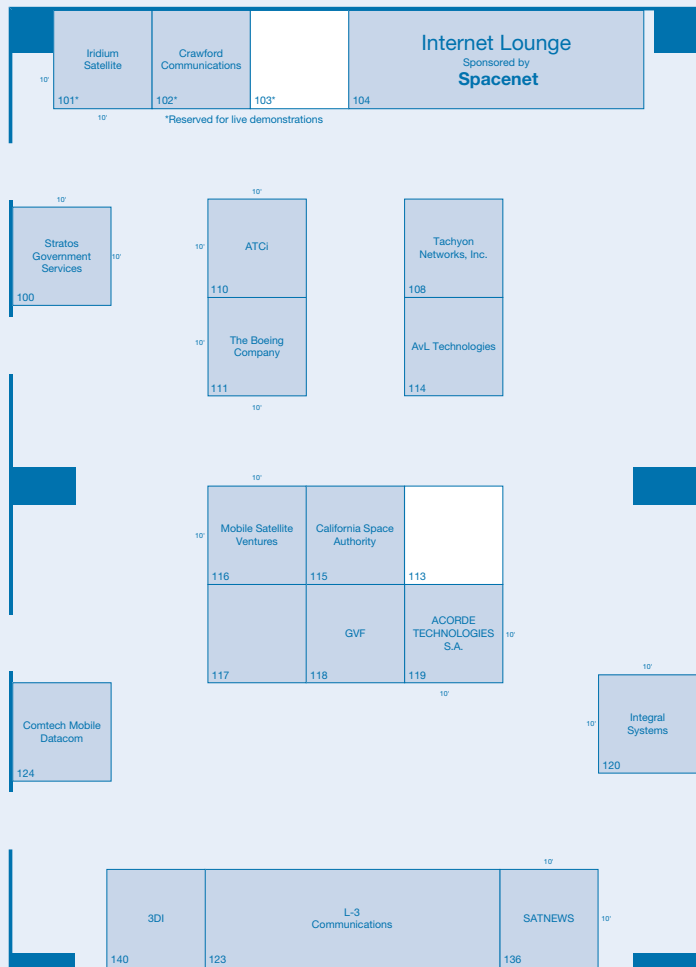 Iridium
Satellite
10'
101*
10'
Crawford
Communications
102*
103*
Internet Lounge
Sponsored by
Spacenet
104
*Reserved for live demonstrations
10'
Stratos
Government
Services
10'
100
10'
10'
ATCi
110
10'
The Boeing
Company
111
10'
Tachyon
Networks, Inc.
108
AvL Technologies
114
10'
10'
Mobile Satellite
Ventures
116
California Space
Authority
115
113
117
GVF
118
ACORDE
TECHNOLOGIES
S.A.
10'
119
10'
Comtech Mobile
Datacom
124
10'
10'
Integral
Systems
120
3DI
140
L-3
Communications
123
10'
SATNEWS
10'
136